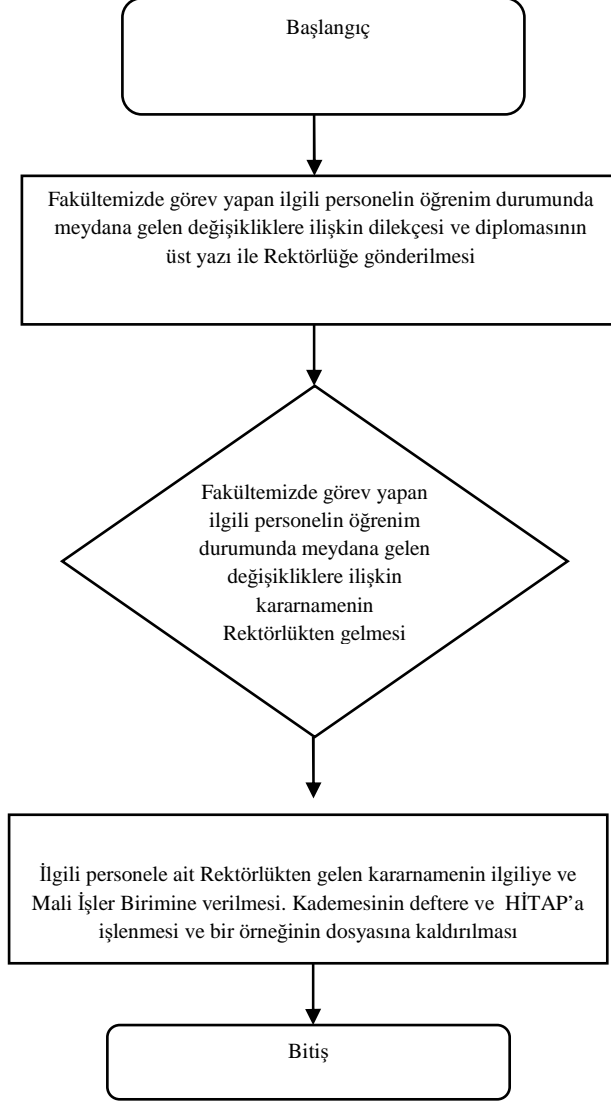 Başlangıç
Fakültemizde görev yapan ilgili personelin öğrenim durumunda
meydana gelen değişikliklere ilişkin dilekçesi ve diplomasının
üst yazı ile Rektörlüğe gönderilmesi
Fakültemizde görev yapan
ilgili personelin öğrenim
durumunda meydana gelen
değişikliklere ilişkin
kararnamenin
Rektörlükten gelmesi
İlgili personele ait Rektörlükten gelen kararnamenin ilgiliye ve
Mali İşler Birimine verilmesi. Kademesinin deftere ve HİTAP’a
işlenmesi ve bir örneğinin dosyasına kaldırılması
Bitiş